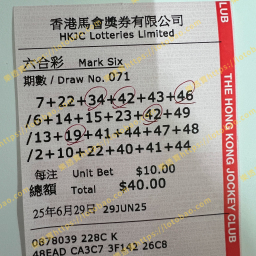 香港馬會獎券有限公司
HKJC Lotteries Limited
六合彩 Mark Six
期數 / Draw No. 071
7+22+34+42+43+46
/6+14+15+23+42+49
/13+19+41+44+47+48
/2+10+22+40+41+44
每注 Unit Bet $10.00
總額 Total $40.00
25年6月29日 29JUN25
0878039 228C K
48EAD CA3C7 3F142 26C8
LUB
THE HONG KONG JOCKEY CLUB